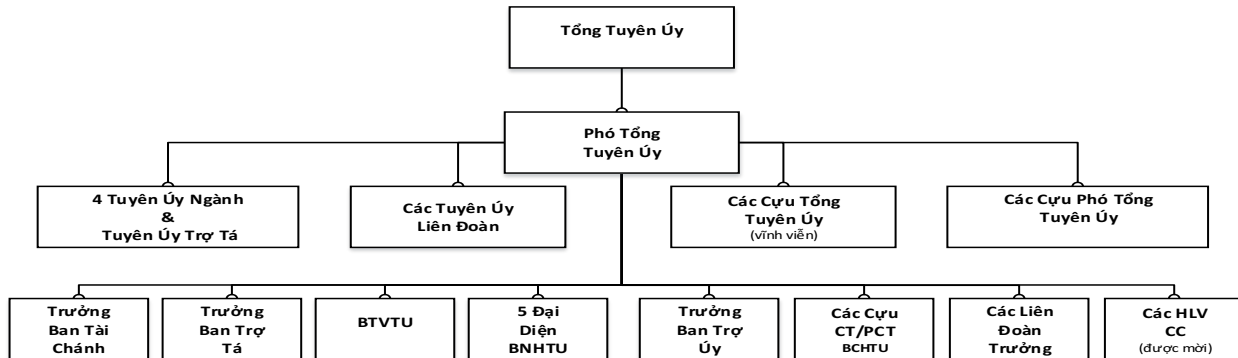 Tổng Tuyên Úy
Phó Tổng
Tuyên Úy
4 Tuyên Úy Ngành
&
Tuyên Úy Trợ Tá
Các Tuyên Úy
Liên Đoàn
Các Cựu Tổng
Tuyên Úy
(vĩnh viễn)
Các Cựu Phó Tổng
Tuyên Úy
Trưởng
Ban Tài
Chánh
Trưởng
Ban Trợ
Tá
BTVTU
5 Đại
Diện
BNHTU
Trưởng
Ban Trợ
Úy
Các Cựu
CT/PCT
BCHTU
Các Liên
Đoàn
Trưởng
Các HLV
CC
(được mời)